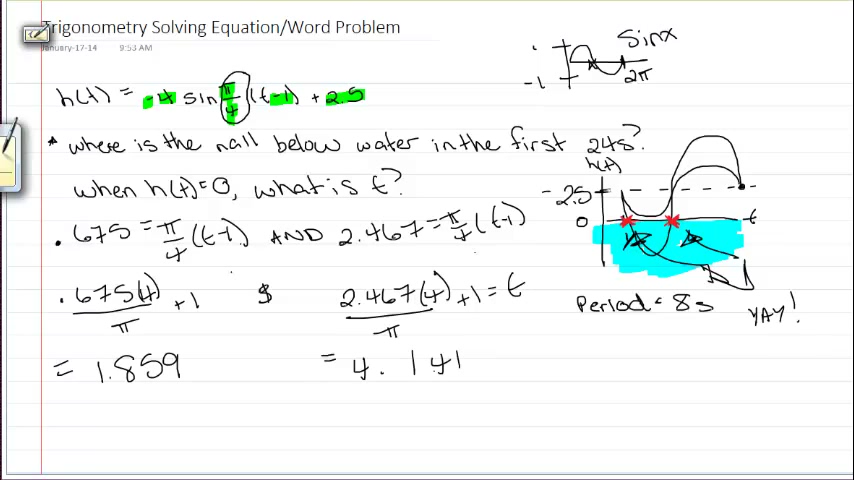 Trigonometry Solving Equation/Word Problem
January-17-14 9:53 AM
sinx
-1
2π
h(t) = -4 sin π/4 (t-1) + 2.5
* where is the nail below water in the first 24s?
when h(t)=0, what is t?
.675 = π/4 (t-1) AND 2.467 = π/4 (t-1)
.675(4)/π + 1 & 2.467(4)/π + 1 = t
= 1.859 = 4.141
h(t)
2.5
0
t
Period = 8s
YAY!